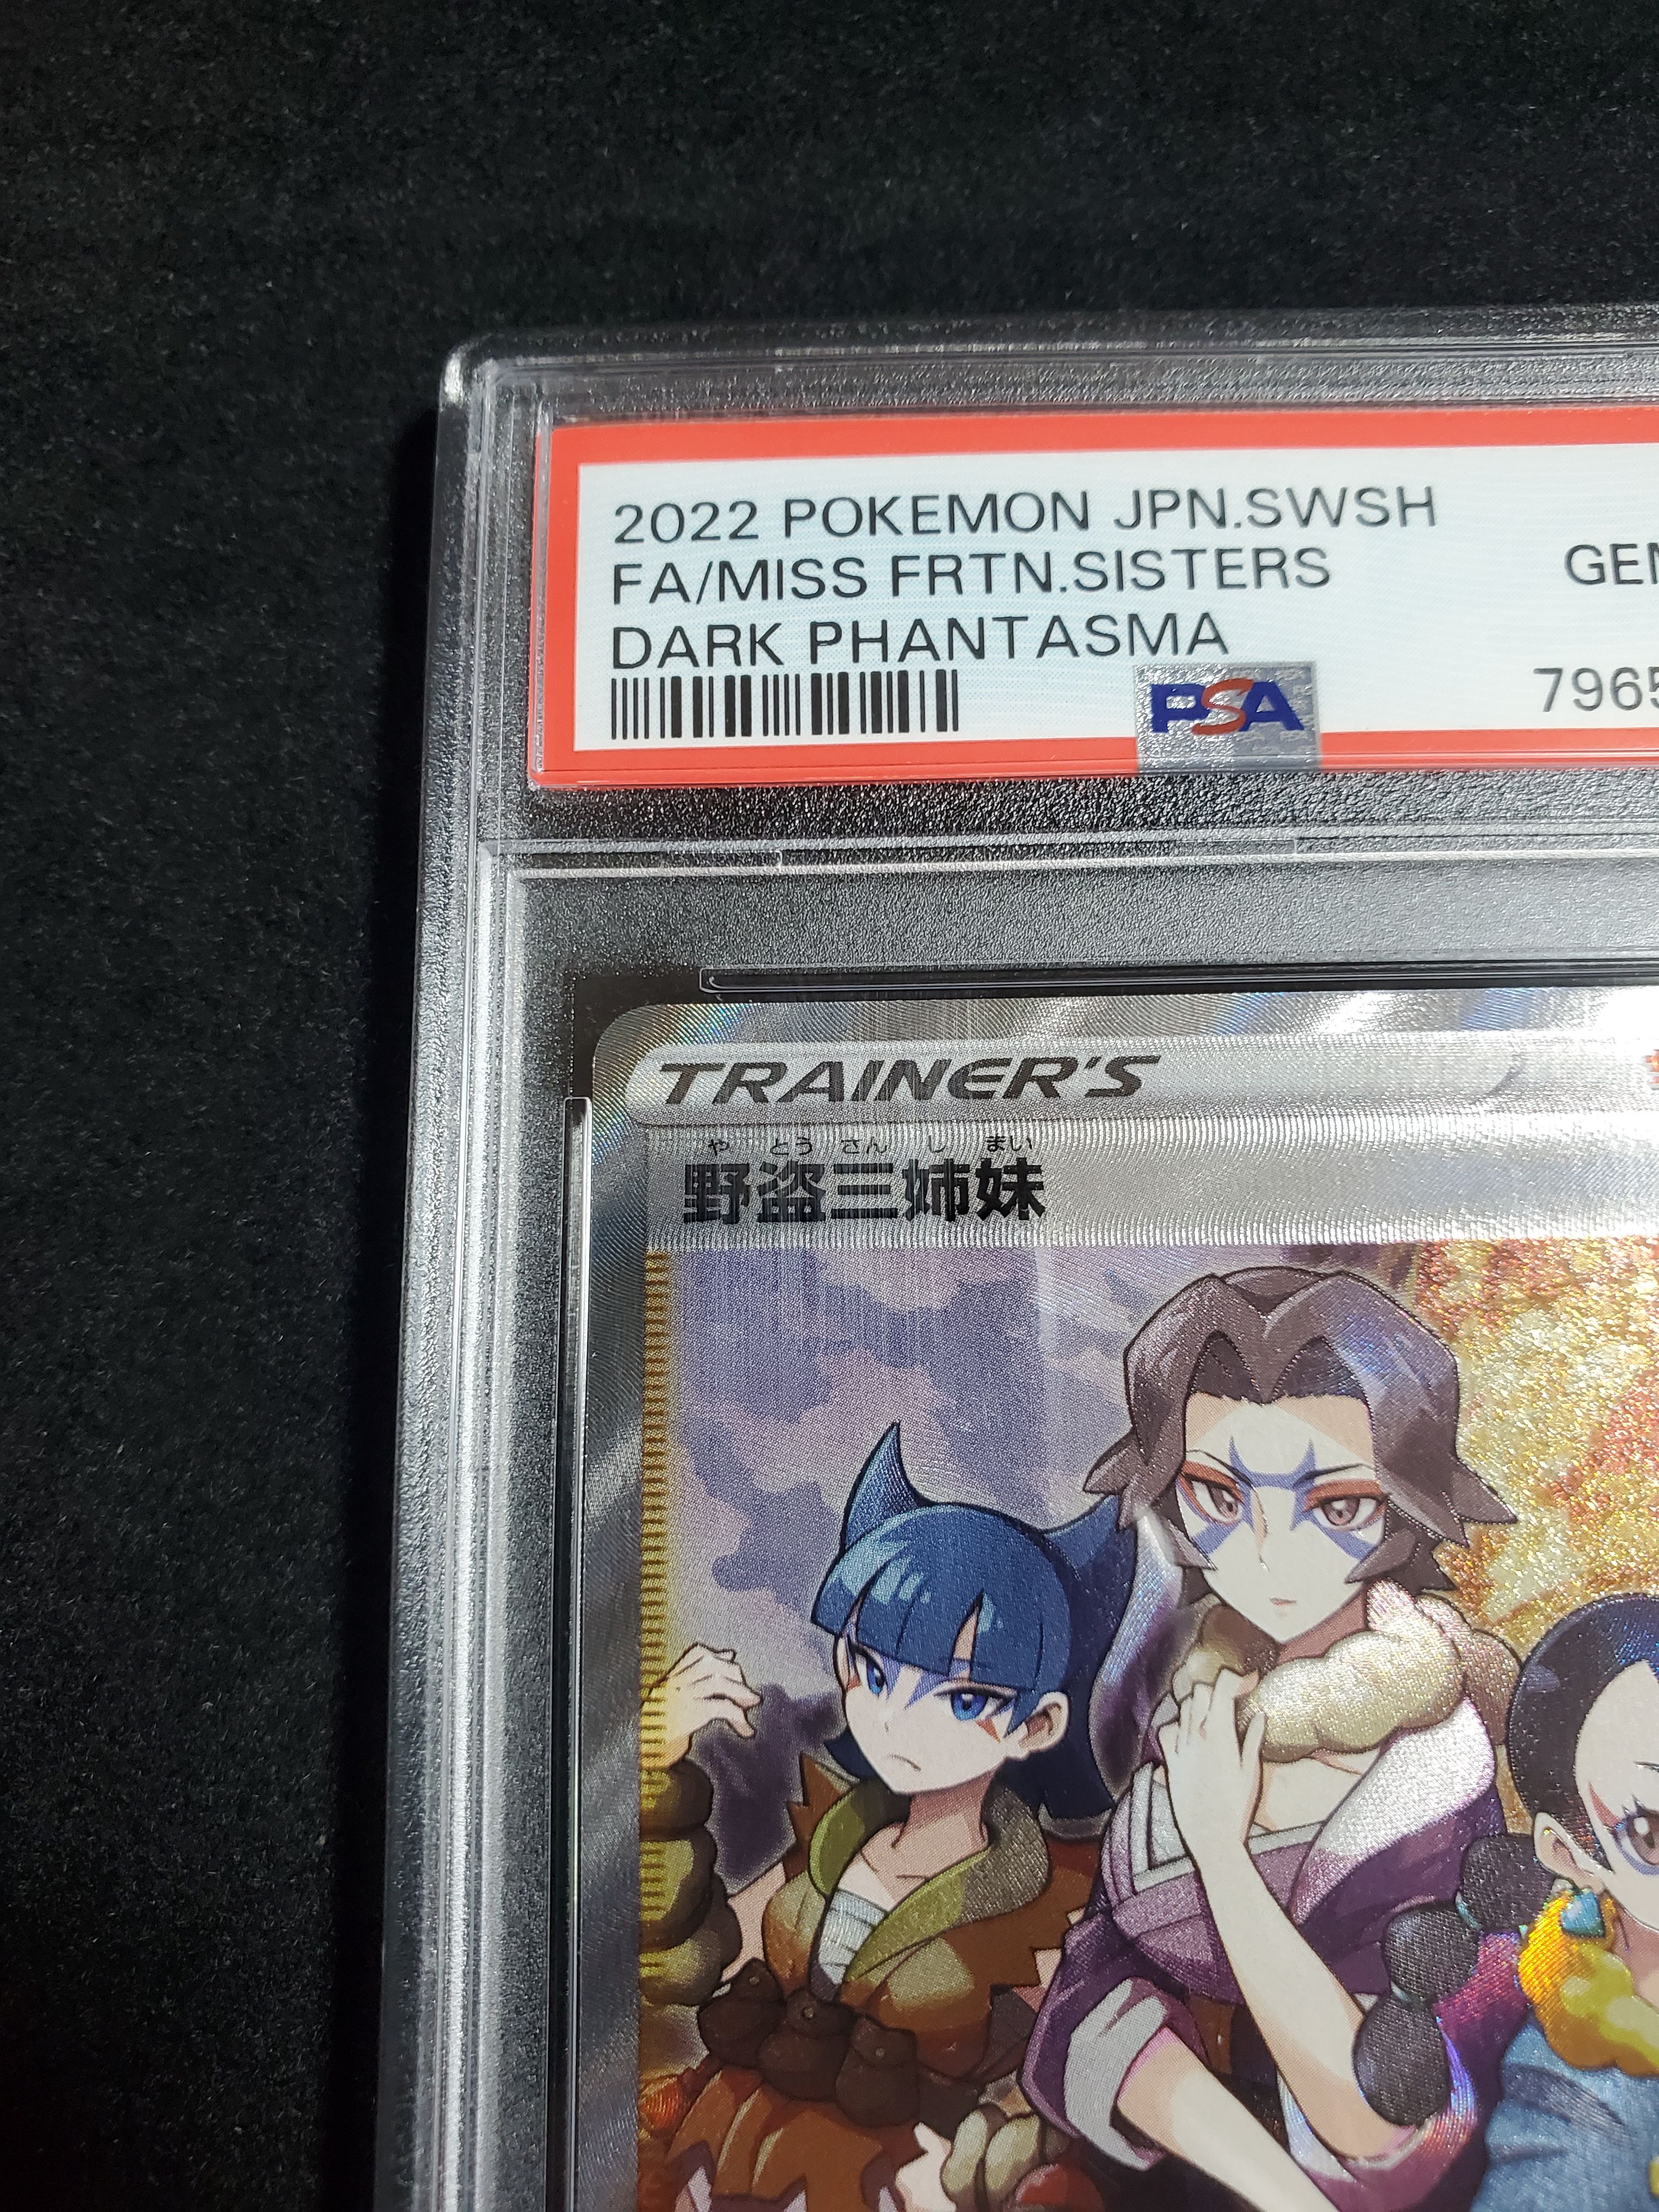 2022 POKEMON JPN.SWSH
FA/MISS FRTN.SISTERS
DARK PHANTASMA
PSA
TRAINER'S
やとうさんしまい
野盗三姉妹